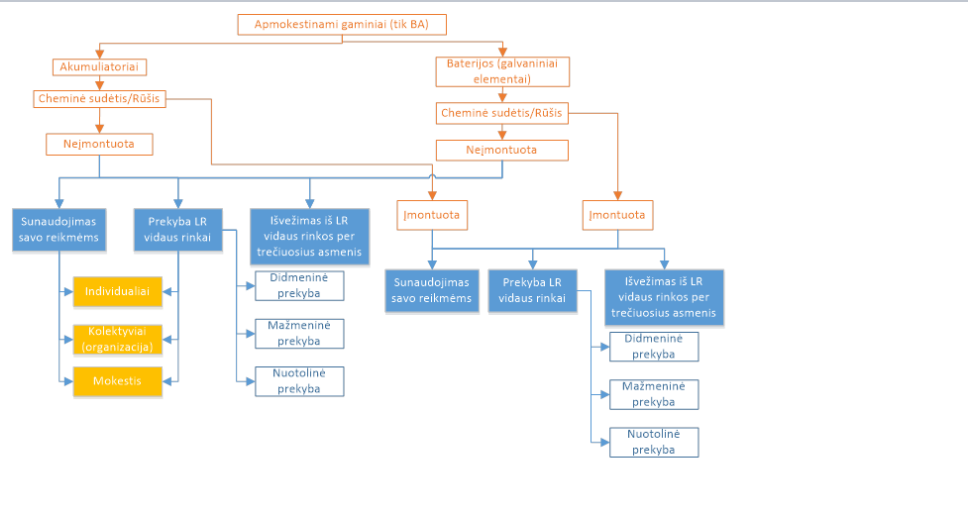 Apmokestinami gaminiai (tik BA)
Akumuliatoriai
Baterijos (galvaniniai
elementai)
Cheminė sudėtis/Rūšis
Cheminė sudėtis/Rūšis
Neįmontuota
Neįmontuota
Įmontuota
Įmontuota
Sunaudojimas
savo reikmėms
Prekyba LR
vidaus rinkai
Išvežimas iš LR
vidaus rinkos per
trečiuosius asmenis
Individualiai
Kolektyviai
(organizacija)
Mokestis
Didmeninė
prekyba
Mažmeninė
prekyba
Nuotolinė
prekyba
Sunaudojimas
savo reikmėms
Prekyba LR
vidaus rinkai
Išvežimas iš LR
vidaus rinkos per
trečiuosius asmenis
Didmeninė
prekyba
Mažmeninė
prekyba
Nuotolinė
prekyba